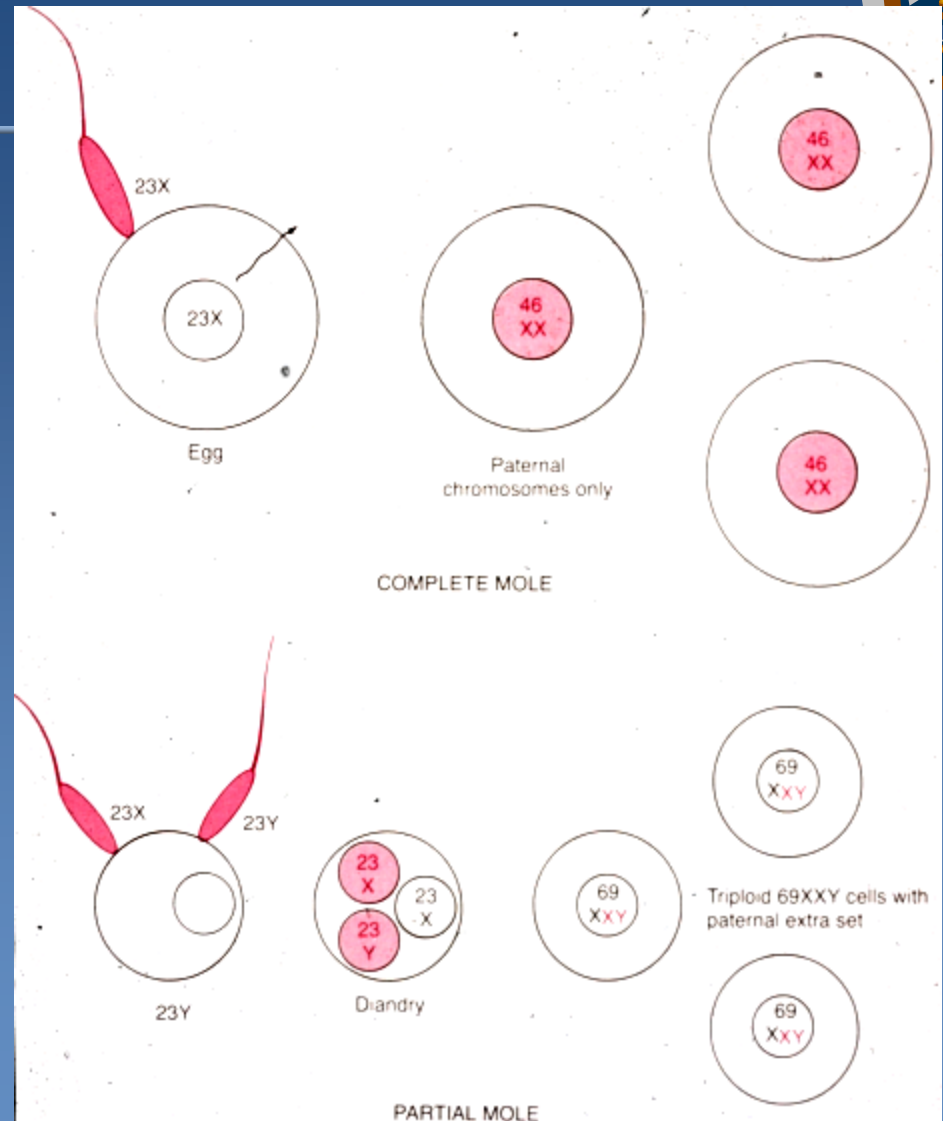 23X
23X
Egg
46
XX
Paternal
chromosomes only
46
XX
46
XX
COMPLETE MOLE
23X
23Y
23Y
23
X
23
Y
23
X
Diandry
69
XXY
69
XXY
Triploid 69XXY cells with
paternal extra set
69
XXY
PARTIAL MOLE